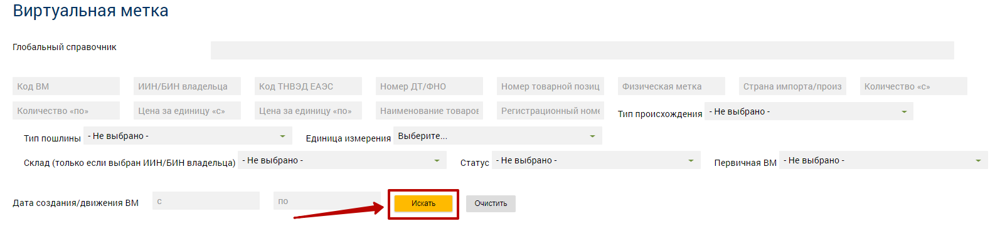 Виртуальная метка
Глобальный справочник
Код ВМ ИИН/БИН владельца Код ТНВЭД ЕАЭС Номер ДТ/ФНО Номер товарной позиц Физическая метка Страна импорта/произ Количество «с»
Количество «по» Цена за единицу «с» Цена за единицу «по» Наименование товаров Регистрационный номе Тип происхождения - Не выбрано -
Тип пошлины - Не выбрано - Единица измерения Выберите...
Склад (только если выбран ИИН/БИН владельца) - Не выбрано - Статус - Не выбрано - Первичная ВМ - Не выбрано -
Дата создания/движения ВМ с по Искать Очистить